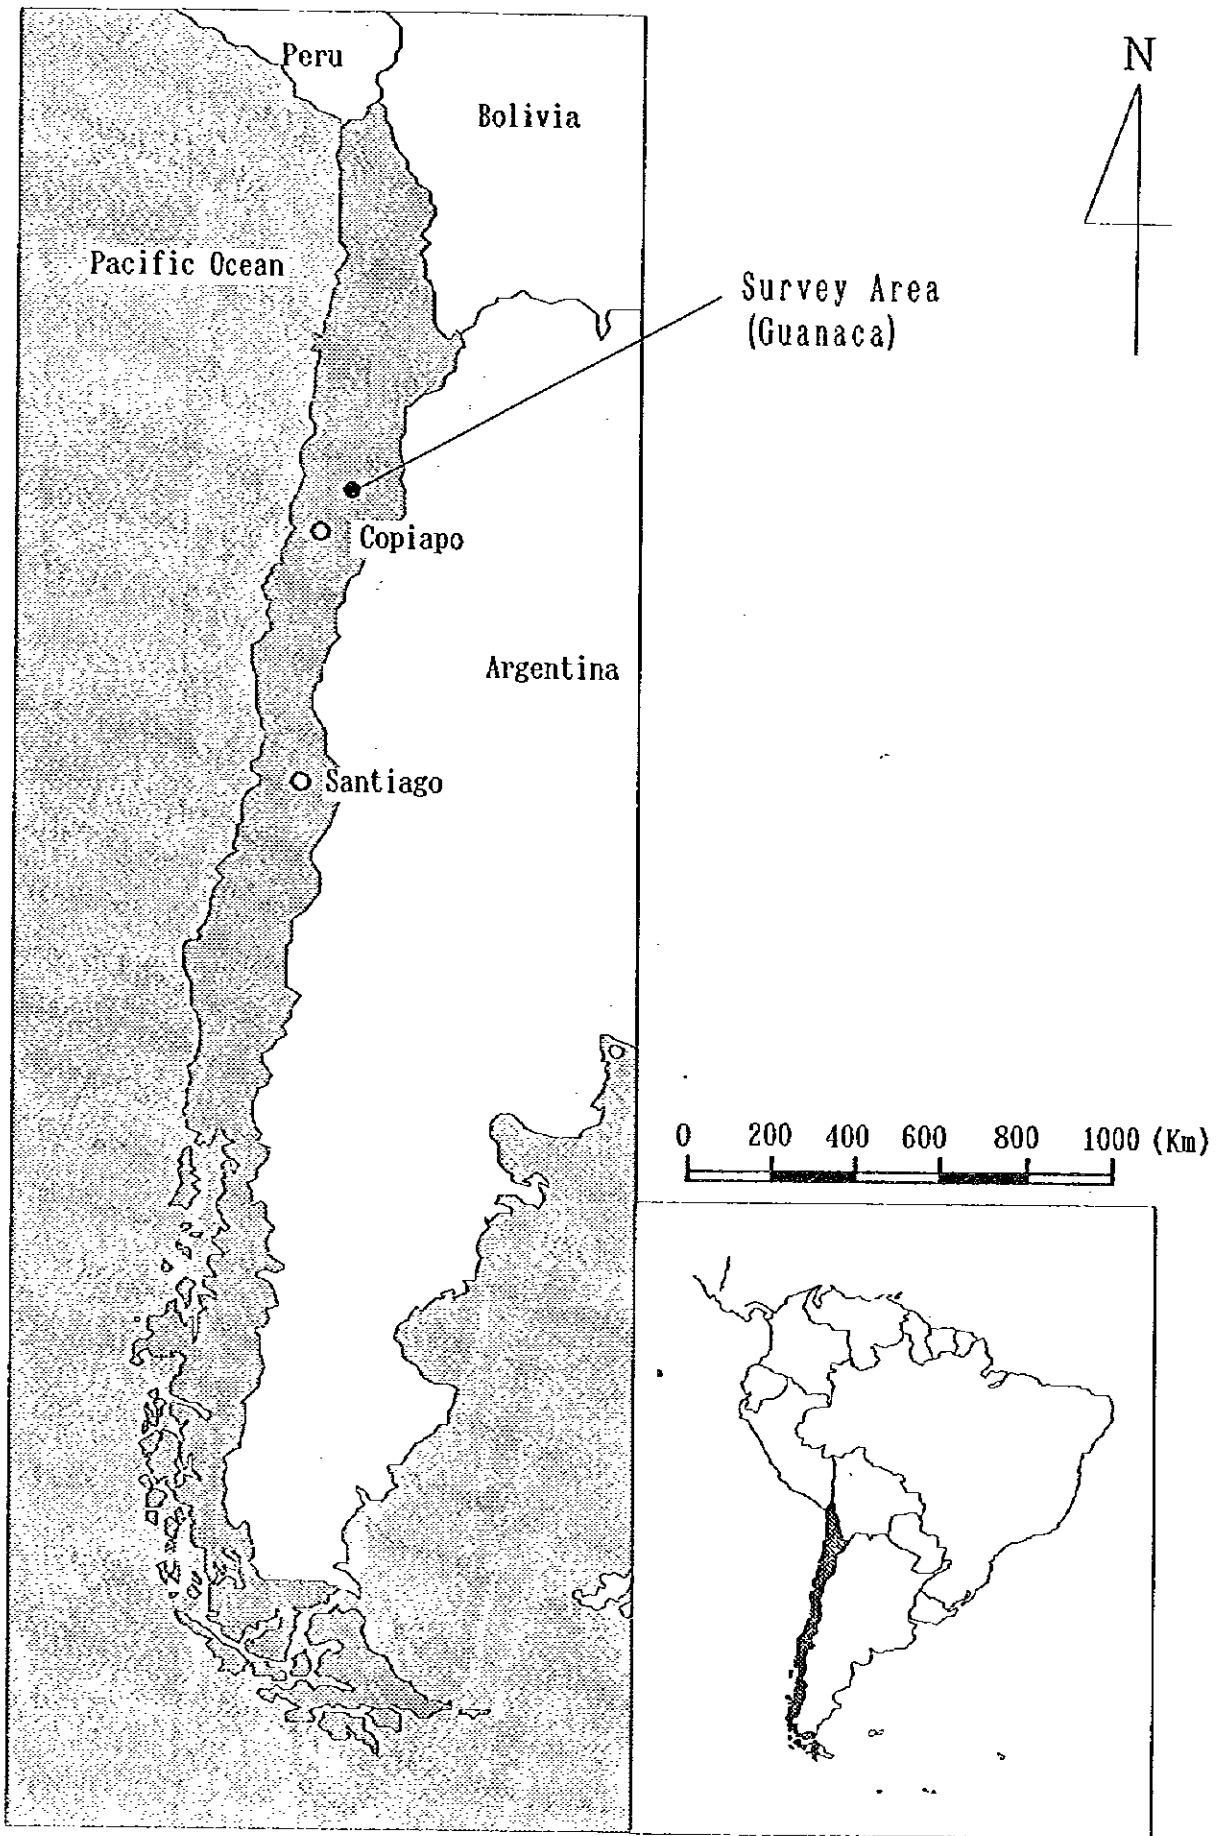 Peru
N
Bolivia
Pacific Ocean
Survey Area
(Guanaca)
Copiapo
Argentina
Santiago
0 200 400 600 800 1000 (Km)